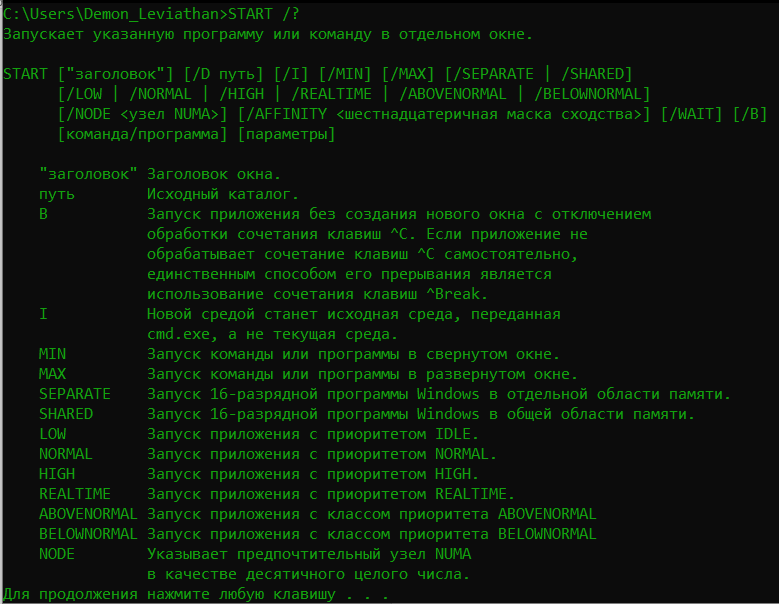 C:\Users\Demon_Leviathan>START /?
Запускает указанную программу или команду в отдельном окне.
START ["заголовок"] [/D путь] [/I] [/MIN] [/MAX] [/SEPARATE | /SHARED]
[/LOW | /NORMAL | /HIGH | /REALTIME | /ABOVENORMAL | /BELOWNORMAL]
[/NODE <узел NUMA>] [/AFFINITY <шестнадцатеричная маска сходства>] [/WAIT] [/B]
[команда/программа] [параметры]
"заголовок" Заголовок окна.
путь Исходный каталог.
B Запуск приложения без создания нового окна с отключением
обработки сочетания клавиш ^C. Если приложение не
обрабатывает сочетание клавиш ^C самостоятельно,
единственным способом его прерывания является
использование сочетания клавиш ^Break.
I Новой средой станет исходная среда, переданная
cmd.exe, а не текущая среда.
MIN Запуск команды или программы в свернутом окне.
MAX Запуск команды или программы в развернутом окне.
SEPARATE Запуск 16-разрядной программы Windows в отдельной области памяти.
SHARED Запуск 16-разрядной программы Windows в общей области памяти.
LOW Запуск приложения с приоритетом IDLE.
NORMAL Запуск приложения с приоритетом NORMAL.
HIGH Запуск приложения с приоритетом HIGH.
REALTIME Запуск приложения с приоритетом REALTIME.
ABOVENORMAL Запуск приложения с классом приоритета ABOVENORMAL
BELOWNORMAL Запуск приложения с классом приоритета BELOWNORMAL
NODE Указывает предпочтительный узел NUMA
в качестве десятичного целого числа.
Для продолжения нажмите любую клавишу . . .